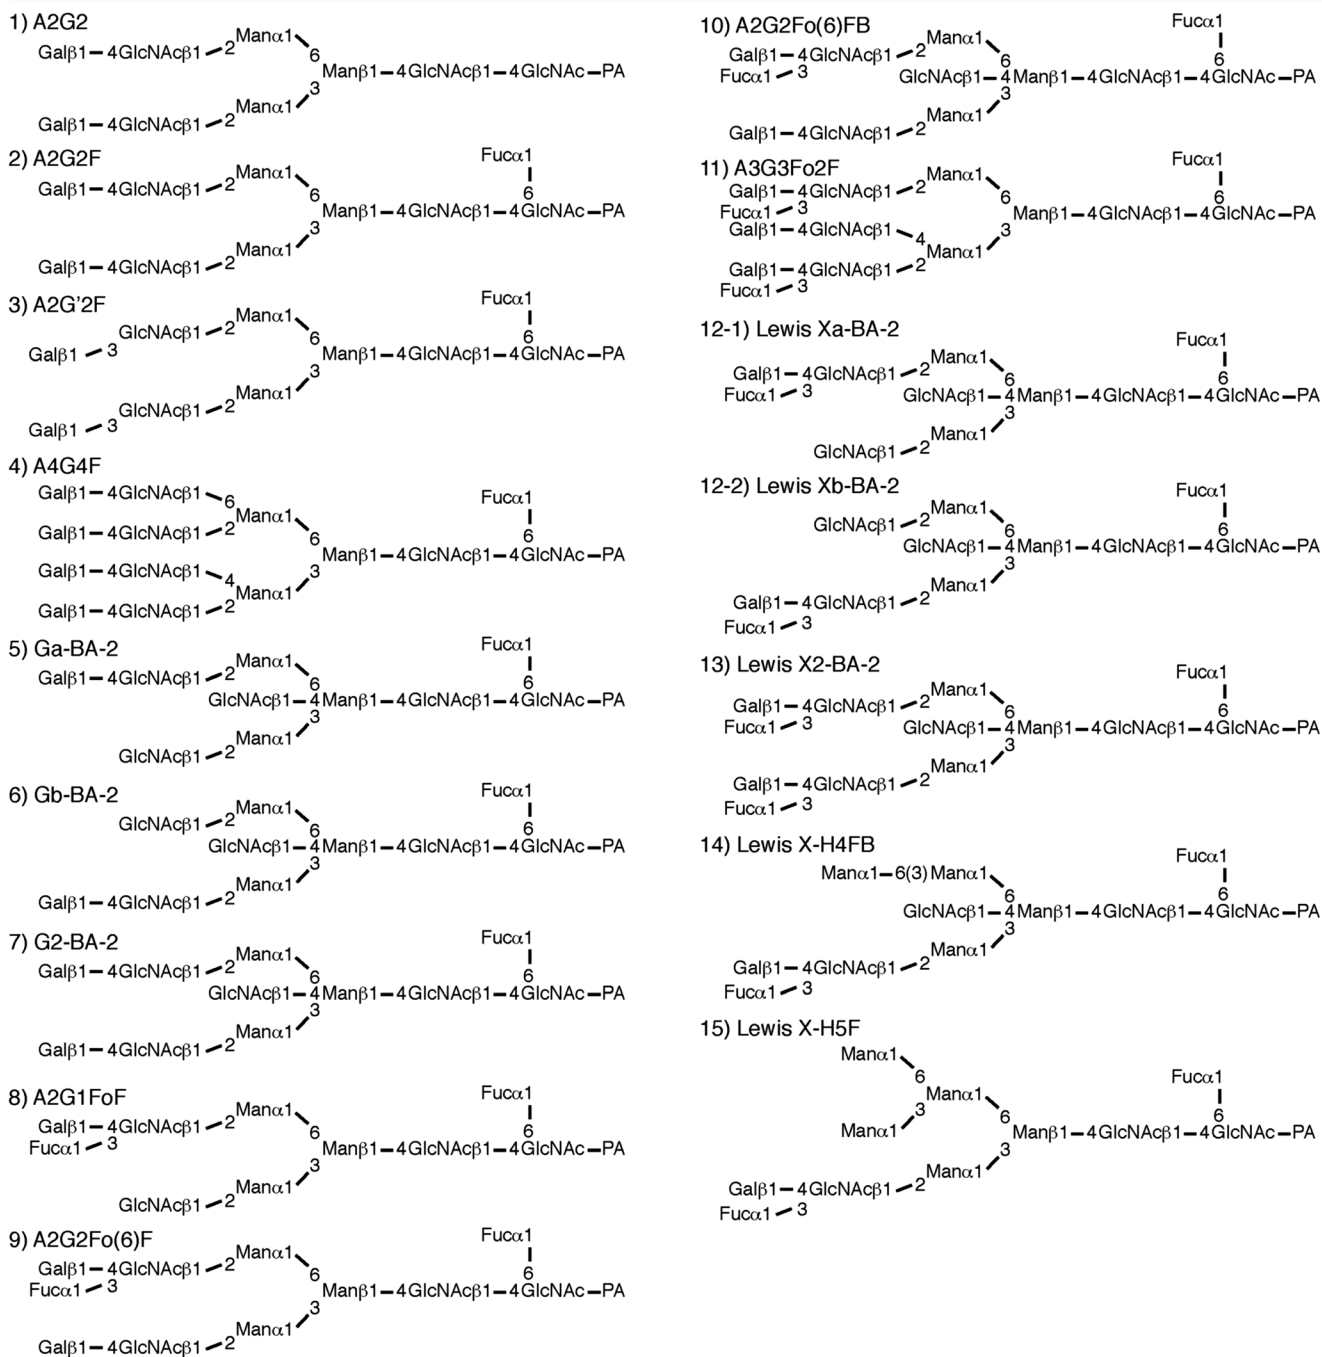 1) A2G2
Manα1
Galβ1–4GlcNAcβ1–2
6
Manβ1–4GlcNAcβ1–4GlcNAc–PA
3
Manα1
Galβ1–4GlcNAcβ1–2
2) A2G2F
Fucα1
Manα1
Galβ1–4GlcNAcβ1–2
6
6
Manβ1–4GlcNAcβ1–4GlcNAc–PA
3
Manα1
Galβ1–4GlcNAcβ1–2
3) A2G'2F
Fucα1
Manα1
GlcNAcβ1–2
6
6
Galβ1–3
Manβ1–4GlcNAcβ1–4GlcNAc–PA
3
Manα1
GlcNAcβ1–2
Galβ1–3
4) A4G4F
Galβ1–4GlcNAcβ1–6
Fucα1
Manα1
Galβ1–4GlcNAcβ1–2
6
6
Manβ1–4GlcNAcβ1–4GlcNAc–PA
Galβ1–4GlcNAcβ1–4
3
Manα1
Galβ1–4GlcNAcβ1–2
5) Ga-BA-2
Fucα1
Manα1
Galβ1–4GlcNAcβ1–2
6
6
GlcNAcβ1–4Manβ1–4GlcNAcβ1–4GlcNAc–PA
3
Manα1
GlcNAcβ1–2
6) Gb-BA-2
Fucα1
Manα1
GlcNAcβ1–2
6
6
GlcNAcβ1–4Manβ1–4GlcNAcβ1–4GlcNAc–PA
3
Manα1
Galβ1–4GlcNAcβ1–2
7) G2-BA-2
Fucα1
Manα1
Galβ1–4GlcNAcβ1–2
6
6
GlcNAcβ1–4Manβ1–4GlcNAcβ1–4GlcNAc–PA
3
Manα1
Galβ1–4GlcNAcβ1–2
8) A2G1FoF
Fucα1
Manα1
Galβ1–4GlcNAcβ1–2
6
6
Fucα1–3
Manβ1–4GlcNAcβ1–4GlcNAc–PA
3
Manα1
GlcNAcβ1–2
9) A2G2Fo(6)F
Fucα1
Manα1
Galβ1–4GlcNAcβ1–2
6
6
Fucα1–3
Manβ1–4GlcNAcβ1–4GlcNAc–PA
3
Manα1
Galβ1–4GlcNAcβ1–2
10) A2G2Fo(6)FB
Fucα1
Manα1
Galβ1–4GlcNAcβ1–2
6
6
Fucα1–3
GlcNAcβ1–4Manβ1–4GlcNAcβ1–4GlcNAc–PA
3
Manα1
Galβ1–4GlcNAcβ1–2
11) A3G3Fo2F
Fucα1
Manα1
Galβ1–4GlcNAcβ1–2
6
6
Fucα1–3
Manβ1–4GlcNAcβ1–4GlcNAc–PA
Galβ1–4GlcNAcβ1–4
3
Manα1
Galβ1–4GlcNAcβ1–2
Fucα1–3
12-1) Lewis Xa-BA-2
Fucα1
Manα1
Galβ1–4GlcNAcβ1–2
6
6
Fucα1–3
GlcNAcβ1–4Manβ1–4GlcNAcβ1–4GlcNAc–PA
3
Manα1
GlcNAcβ1–2
12-2) Lewis Xb-BA-2
Fucα1
Manα1
GlcNAcβ1–2
6
6
GlcNAcβ1–4Manβ1–4GlcNAcβ1–4GlcNAc–PA
3
Manα1
Galβ1–4GlcNAcβ1–2
Fucα1–3
13) Lewis X2-BA-2
Fucα1
Manα1
Galβ1–4GlcNAcβ1–2
6
6
Fucα1–3
GlcNAcβ1–4Manβ1–4GlcNAcβ1–4GlcNAc–PA
3
Manα1
Galβ1–4GlcNAcβ1–2
Fucα1–3
14) Lewis X-H4FB
Fucα1
Manα1–6(3)Manα1
6
6
GlcNAcβ1–4Manβ1–4GlcNAcβ1–4GlcNAc–PA
3
Manα1
Galβ1–4GlcNAcβ1–2
Fucα1–3
15) Lewis X-H5F
Manα1
6
Fucα1
Manα1
3
6
6
Manα1
Manβ1–4GlcNAcβ1–4GlcNAc–PA
3
Manα1
Galβ1–4GlcNAcβ1–2
Fucα1–3